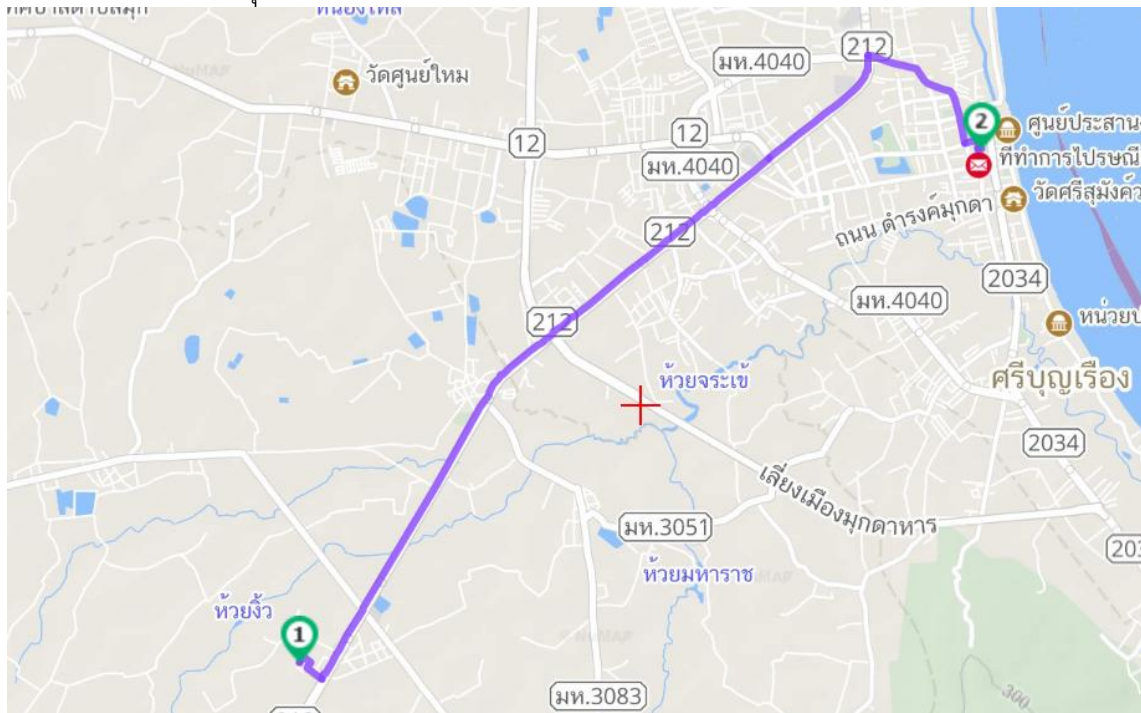 212
มห.4040
วัดศูนย์ใหม่
12
12
2
ศูนย์ประสาน
มห.4040
ที่ทำการไปรษณีย์
วัดศรีสุมังค์ว
ถนน ดำรงค์มุกดา
212
2034
มห.4040
212
หน่วยบ
ห้วยจระเข้
ศรีบุญเรือง
2034
เลี่ยงเมืองมุกดาหาร
มห.3051
203
ห้วยมหาราช
ห้วยงิ้ว
1
มห.3083
300